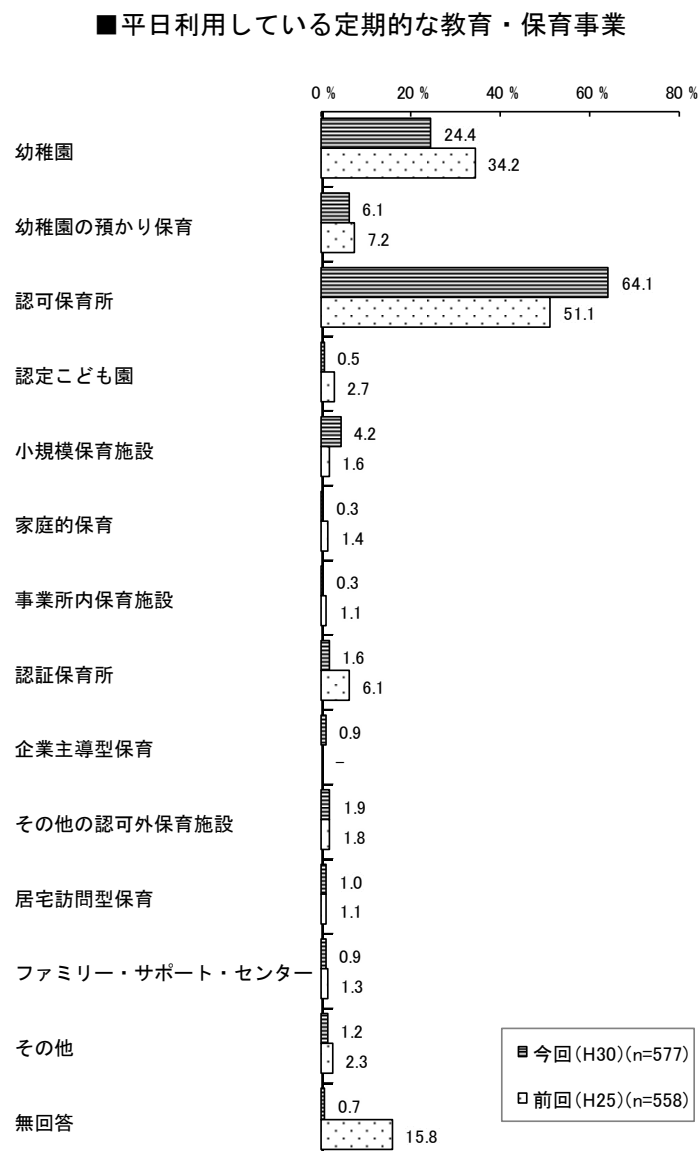 ■平日利用している定期的な教育・保育事業
0 % 20 % 40 % 60 % 80 %
幼稚園 24.4 34.2
幼稚園の預かり保育 6.1 7.2
認可保育所 64.1 51.1
認定こども園 0.5 2.7
小規模保育施設 4.2 1.6
家庭的保育 0.3 1.4
事業所内保育施設 0.3 1.1
認証保育所 1.6 6.1
企業主導型保育 0.9 –
その他の認可外保育施設 1.9 1.8
居宅訪問型保育 1.0 1.1
ファミリー・サポート・センター 0.9 1.3
その他 1.2 2.3
無回答 0.7 15.8
今回(H30)(n=577)
前回(H25)(n=558)